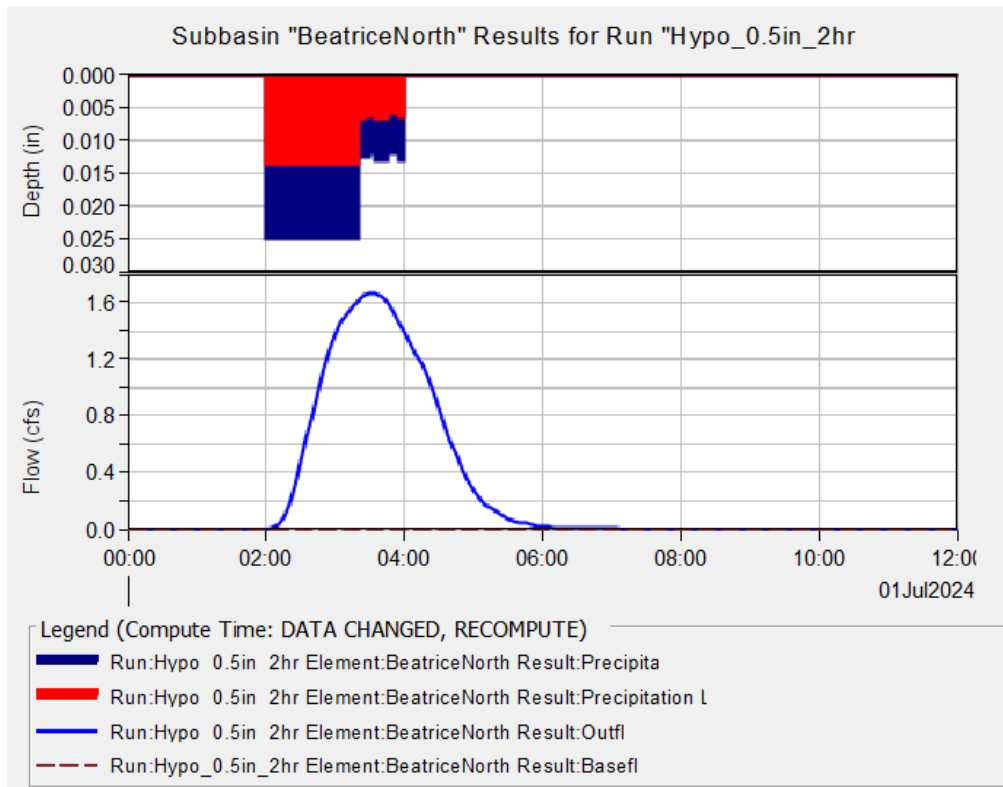 Subbasin "BeatriceNorth" Results for Run "Hypo_0.5in_2hr
0.000
0.005
0.010
0.015
0.020
0.025
0.030
Depth (in)
1.6
1.2
0.8
0.4
0.0
Flow (cfs)
00:00 02:00 04:00 06:00 08:00 10:00 12:00
01Jul2024
Legend (Compute Time: DATA CHANGED, RECOMPUTE)
Run:Hypo 0.5in 2hr Element:BeatriceNorth Result:Precipita
Run:Hypo 0.5in 2hr Element:BeatriceNorth Result:Precipitation L
Run:Hypo 0.5in 2hr Element:BeatriceNorth Result:Outfl
Run:Hypo_0.5in_2hr Element:BeatriceNorth Result:Basefl